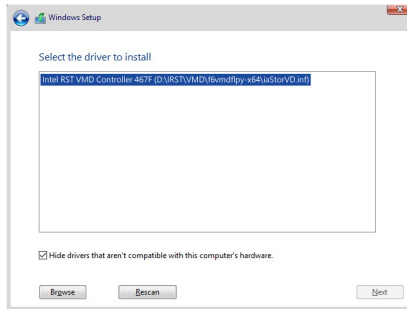 Windows Setup
Select the driver to install
Intel RST VMD Controller 467F (D:\IRST\VMD\f6vmdflpy-x64\iaStorVD.inf)
Hide drivers that aren't compatible with this computer's hardware.
Browse
Rescan
Next